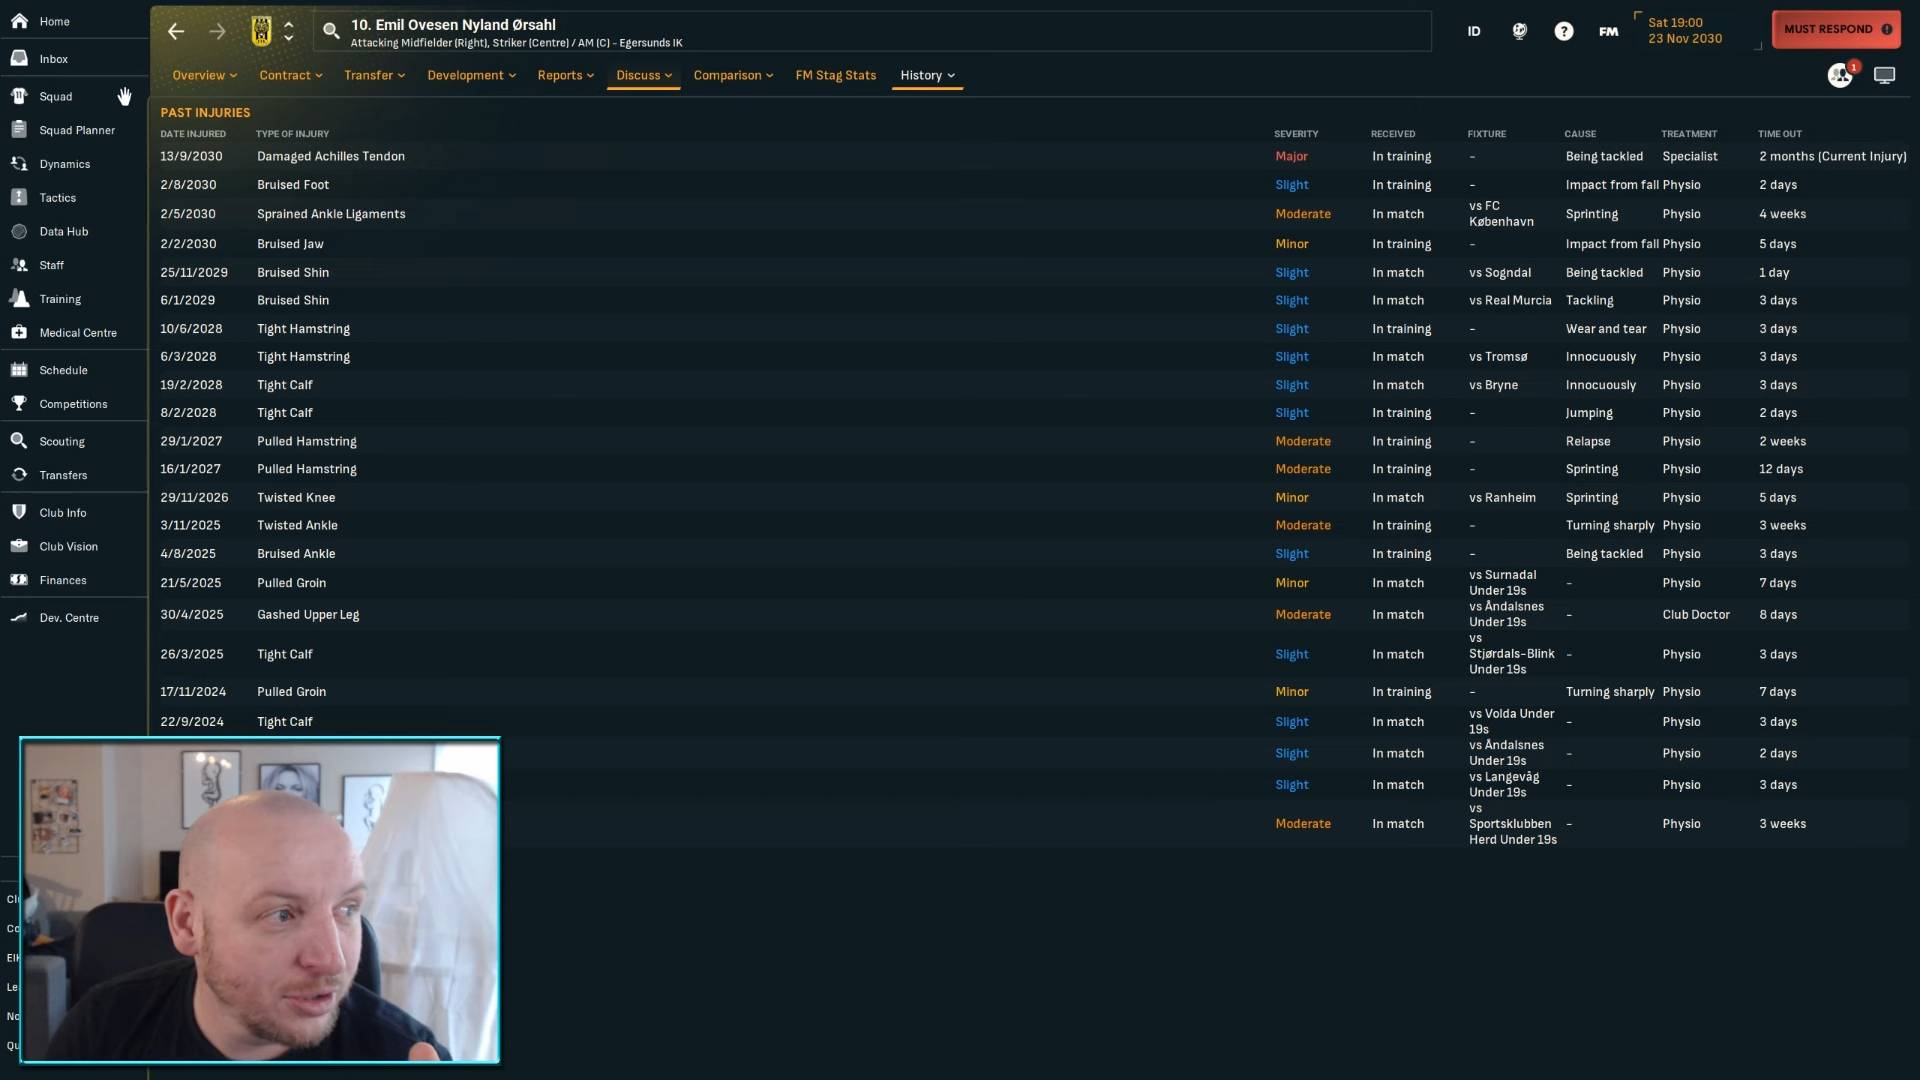 Home
Inbox
Squad
Squad Planner
Dynamics
Tactics
Data Hub
Staff
Training
Medical Centre
Schedule
Competitions
Scouting
Transfers
Club Info
Club Vision
Finances
Dev. Centre
10. Emil Ovesen Nyland Ørsahl
Attacking Midfielder (Right), Striker (Centre) / AM (C) - Egersunds IK
ID
FM
Sat 19:00
23 Nov 2030
MUST RESPOND
Overview Contract Transfer Development Reports Discuss Comparison FM Stag Stats History
1
PAST INJURIES
DATE INJURED TYPE OF INJURY SEVERITY RECEIVED FIXTURE CAUSE TREATMENT TIME OUT
13/9/2030 Damaged Achilles Tendon Major In training - Being tackled Specialist 2 months (Current Injury)
2/8/2030 Bruised Foot Slight In training - Impact from fall Physio 2 days
2/5/2030 Sprained Ankle Ligaments Moderate In match vs FC København Sprinting Physio 4 weeks
2/2/2030 Bruised Jaw Minor In training - Impact from fall Physio 5 days
25/11/2029 Bruised Shin Slight In match vs Sogndal Being tackled Physio 1 day
6/1/2029 Bruised Shin Slight In match vs Real Murcia Tackling Physio 3 days
10/6/2028 Tight Hamstring Slight In training - Wear and tear Physio 3 days
6/3/2028 Tight Hamstring Slight In match vs Tromsø Innocuously Physio 3 days
19/2/2028 Tight Calf Slight In match vs Bryne Innocuously Physio 3 days
8/2/2028 Tight Calf Slight In training - Jumping Physio 2 days
29/1/2027 Pulled Hamstring Moderate In training - Relapse Physio 2 weeks
16/1/2027 Pulled Hamstring Moderate In training - Sprinting Physio 12 days
29/11/2026 Twisted Knee Minor In match vs Ranheim Sprinting Physio 5 days
3/11/2025 Twisted Ankle Moderate In training - Turning sharply Physio 3 weeks
4/8/2025 Bruised Ankle Slight In training - Being tackled Physio 3 days
21/5/2025 Pulled Groin Minor In match vs Surnadal Under 19s - Physio 7 days
30/4/2025 Gashed Upper Leg Moderate In match vs Åndalsnes Under 19s - Club Doctor 8 days
26/3/2025 Tight Calf Slight In match vs Stjørdals-Blink Under 19s - Physio 3 days
17/11/2024 Pulled Groin Minor In training - Turning sharply Physio 7 days
22/9/2024 Tight Calf Slight In match vs Volda Under 19s - Physio 3 days
Slight In match vs Åndalsnes Under 19s - Physio 2 days
Slight In match vs Langevåg Under 19s - Physio 3 days
Moderate In match vs Sportsklubben Herd Under 19s - Physio 3 weeks